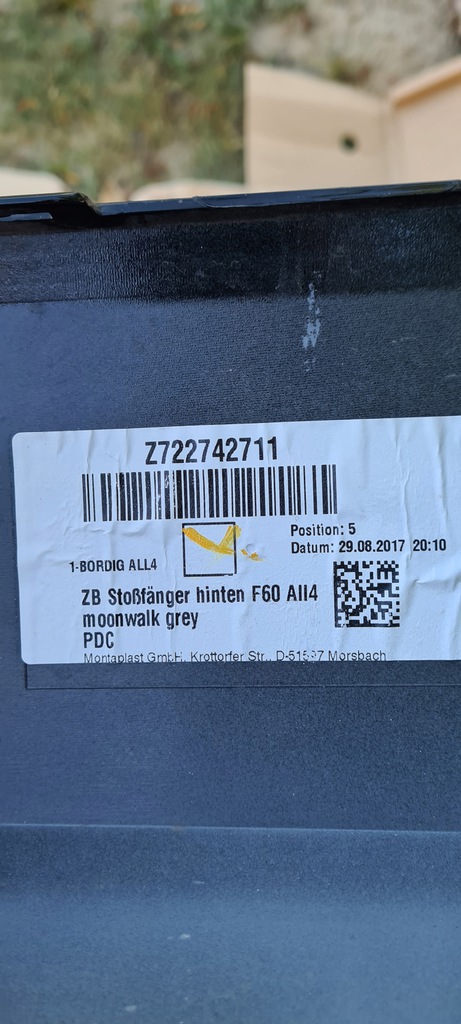 Z722742711
Position: 5
Datum: 29.08.2017 20:10
1-BORDIG ALL4
ZB Stoßfänger hinten F60 All4
moonwalk grey
PDC
Montaplast GmbH, Krottorfer Str., Morsbach